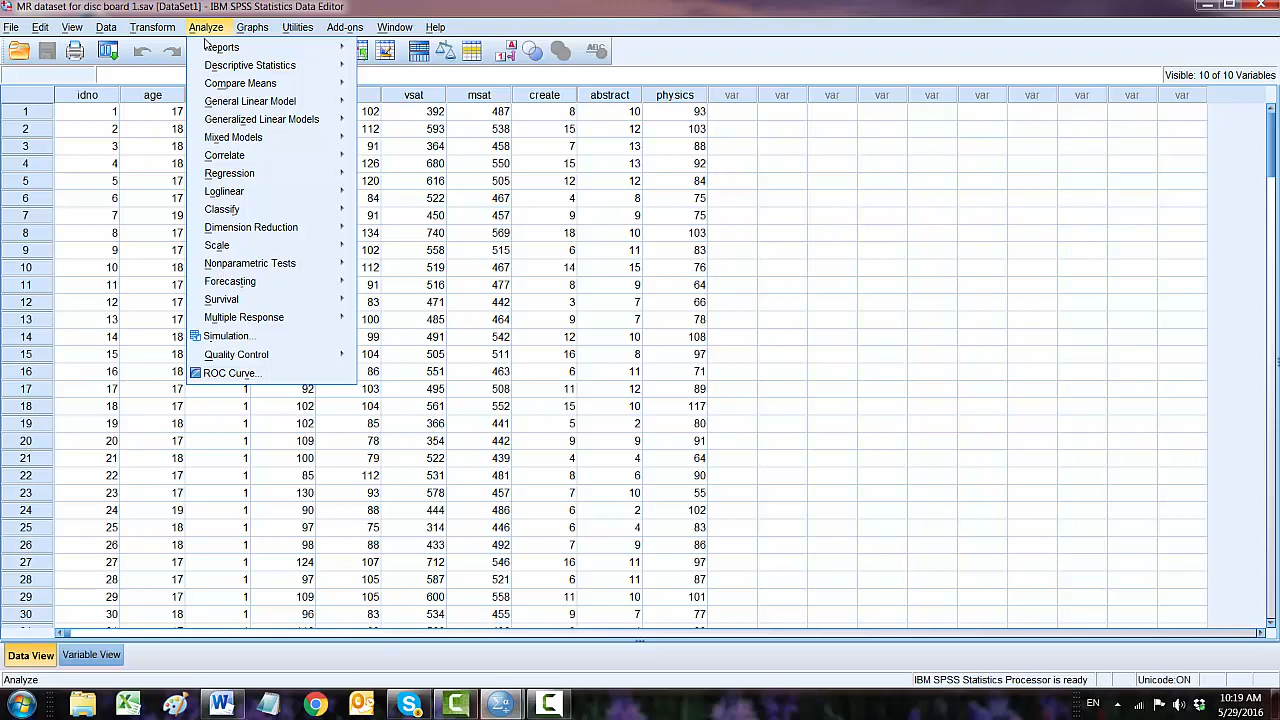 MR dataset for disc board 1.sav [DataSet1] - IBM SPSS Statistics Data Editor
File Edit View Data Transform Analyze Graphs Utilities Add-ons Window Help
Visible: 10 of 10 Variables
Reports
Descriptive Statistics
Compare Means
General Linear Model
Generalized Linear Models
Mixed Models
Correlate
Regression
Loglinear
Classify
Dimension Reduction
Scale
Nonparametric Tests
Forecasting
Survival
Multiple Response
Simulation...
Quality Control
ROC Curve...
idno age vsat msat create abstract physics var var var var var var var var var var
1 1 17 102 392 487 8 10 93
2 2 18 112 593 538 15 12 103
3 3 18 91 364 458 7 13 88
4 4 18 126 680 550 15 13 92
5 5 17 120 616 505 12 12 84
6 6 17 84 522 467 4 8 75
7 7 19 91 450 457 9 9 75
8 8 17 134 740 569 18 10 103
9 9 17 102 558 515 6 11 83
10 10 18 112 519 467 14 15 76
11 11 17 91 516 477 8 9 64
12 12 17 83 471 442 3 7 66
13 13 17 100 485 464 9 7 78
14 14 18 99 491 542 12 10 108
15 15 18 104 505 511 16 8 97
16 16 18 86 551 463 6 11 71
17 17 17 1 92 103 495 508 11 12 89
18 18 17 1 102 104 561 552 15 10 117
19 19 18 1 102 85 366 441 5 2 80
20 20 17 1 109 78 354 442 9 9 91
21 21 18 1 100 79 522 439 4 4 64
22 22 17 1 85 112 531 481 8 6 90
23 23 17 1 130 93 578 457 7 10 55
24 24 19 1 90 88 444 486 6 2 102
25 25 18 1 97 75 314 446 6 4 83
26 26 18 1 98 88 433 492 7 9 86
27 27 17 1 124 107 712 546 16 11 97
28 28 17 1 97 105 587 521 6 11 87
29 29 17 1 109 105 600 558 11 10 101
30 30 18 1 96 83 534 455 9 7 77
Data View Variable View
Analyze
IBM SPSS Statistics Processor is ready
Unicode:ON
EN
10:19 AM
5/29/2016